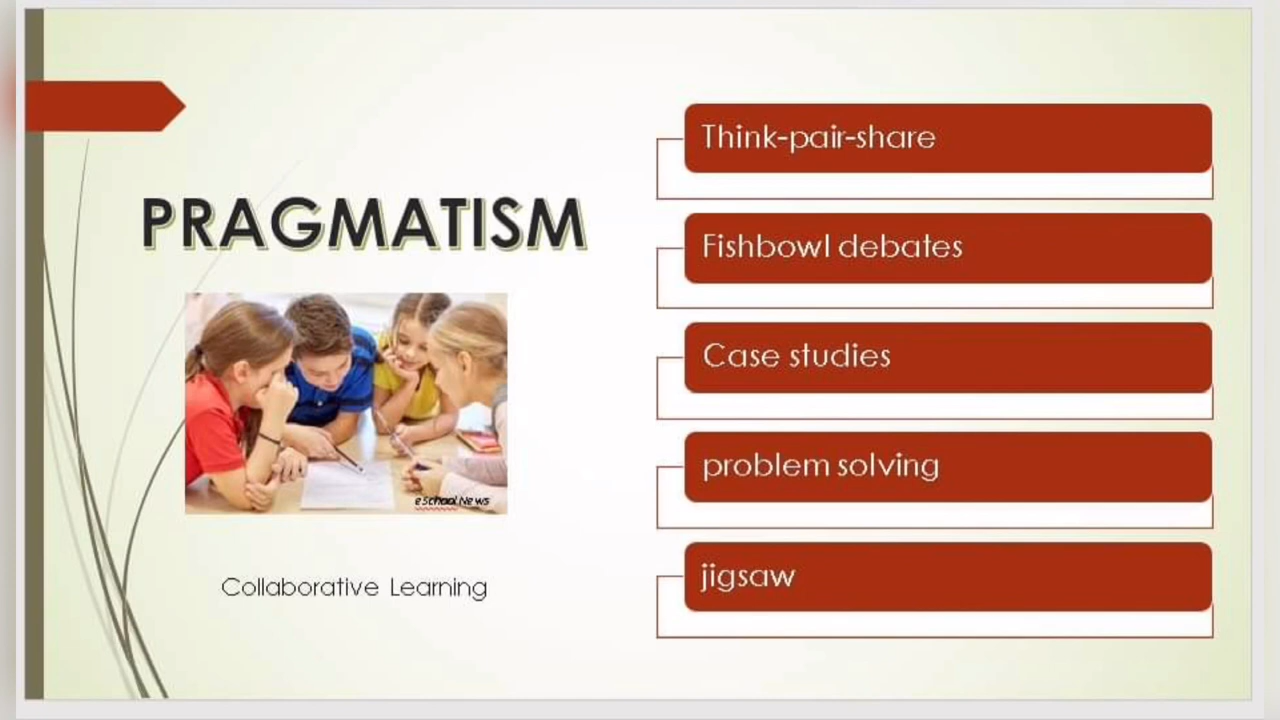 PRAGMATISM
eSchool News
Collaborative Learning
Think-pair-share
Fishbowl debates
Case studies
problem solving
jigsaw